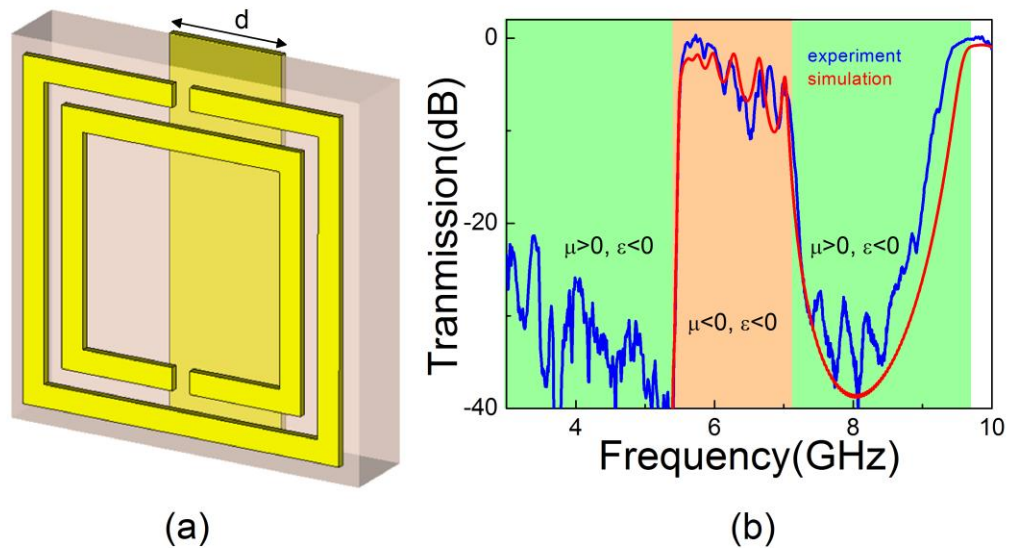 d
(a)
Tranmission(dB)
0
-20
-40
experiment
simulation
μ>0, ε<0
μ<0, ε<0
μ>0, ε<0
4
6
8
10
Frequency(GHz)
(b)